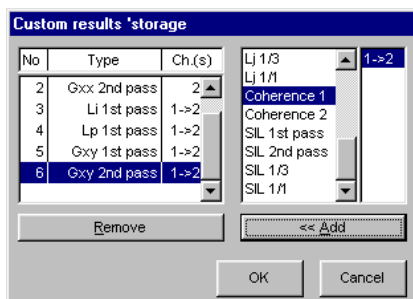 Custom results 'storage
No Type Ch.(s)
2 Gxx 2nd pass 2
3 Li 1st pass 1->2
4 Lp 1st pass 1->2
5 Gxy 1st pass 1->2
6 Gxy 2nd pass 1->2
Remove
Lj 1/3
Lj 1/1
Coherence 1
Coherence 2
SIL 1st pass
SIL 2nd pass
SIL 1/3
SIL 1/1
1->2
<< Add
OK
Cancel